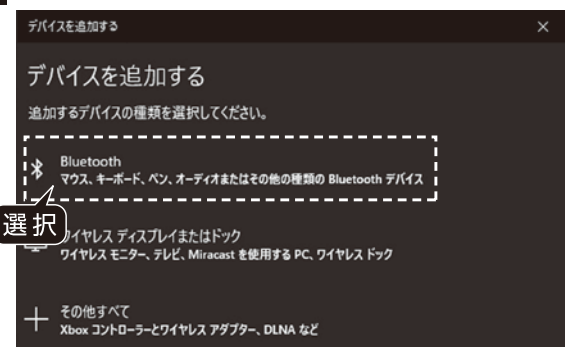 デバイスを追加する
デバイスを追加する
追加するデバイスの種類を選択してください。
Bluetooth
マウス、キーボード、ペン、オーディオまたはその他の種類の Bluetooth デバイス
選択
ワイヤレス ディスプレイまたはドック
ワイヤレス モニター、テレビ、Miracast を使用する PC、ワイヤレス ドック
その他すべて
Xbox コントローラーとワイヤレス アダプター、DLNA など